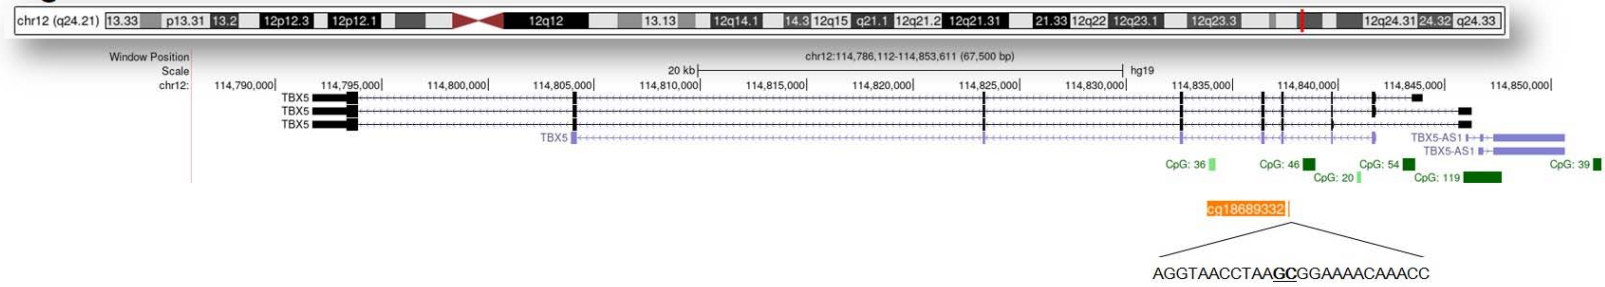 chr12 (q24.21) 13.33 p13.31 13.2 12p12.3 12p12.1 12q12 13.13 12q14.1 14.3 12q15 q21.1 12q21.2 12q21.31 21.33 12q22 12q23.1 12q23.3 12q24.31 24.32 q24.33
Window Position chr12:114,786,112-114,853,611 (67,500 bp)
Scale 20 kb hg19
chr12: 114,790,000 114,795,000 114,800,000 114,805,000 114,810,000 114,815,000 114,820,000 114,825,000 114,830,000 114,835,000 114,840,000 114,845,000 114,850,000
TBX5
TBX5
TBX5
TBX5 TBX5-AS1
TBX5-AS1
CpG: 36 CpG: 46 CpG: 54 CpG: 39
CpG: 20 CpG: 119
cg18689332
AGGTAACCTAAGCGGAAAACAAACC